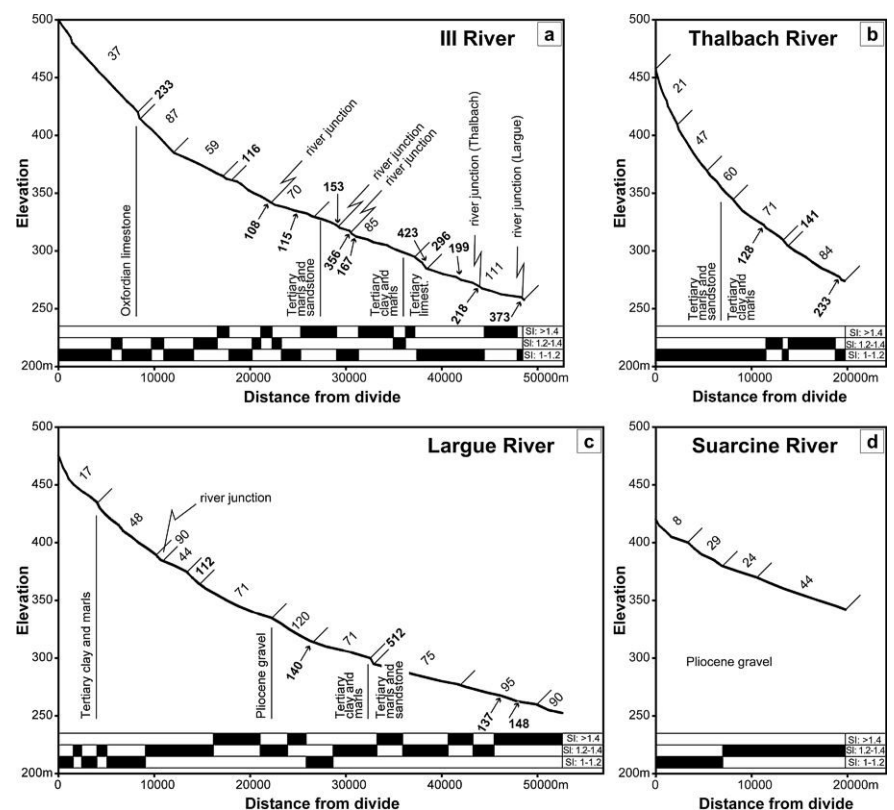 Ill River
a
500
450
400
350
300
250
200m
Elevation
37
233
87
59
116
108
70
115
153
356
167
85
423
296
199
218
111
373
river junction
river junction
river junction
river junction (Thalbach)
river junction (Largue)
Oxfordian limestone
Tertiary marls and sandstone
Tertiary clay and marls
Tertiary limest.
SI: >1.4
SI: 1.2-1.4
SI: 1-1.2
0
10000
20000
30000
40000
50000m
Distance from divide
Thalbach River
b
500
450
400
350
300
250
200m
Elevation
21
47
60
71
128
141
84
233
Tertiary marls and sandstone
Tertiary clay and marls
SI: >1.4
SI: 1.2-1.4
SI: 1-1.2
0
10000
20000m
Distance from divide
Largue River
c
500
450
400
350
300
250
200m
Elevation
17
48
90
44
112
71
120
140
71
512
75
95
137
148
90
river junction
Tertiary clay and marls
Pliocene gravel
Tertiary clay and marls
Tertiary marls and sandstone
SI: >1.4
SI: 1.2-1.4
SI: 1-1.2
0
10000
20000
30000
40000
50000m
Distance from divide
Suarcine River
d
500
450
400
350
300
250
200m
Elevation
8
29
24
44
Pliocene gravel
SI: >1.4
SI: 1.2-1.4
SI: 1-1.2
0
10000
20000m
Distance from divide